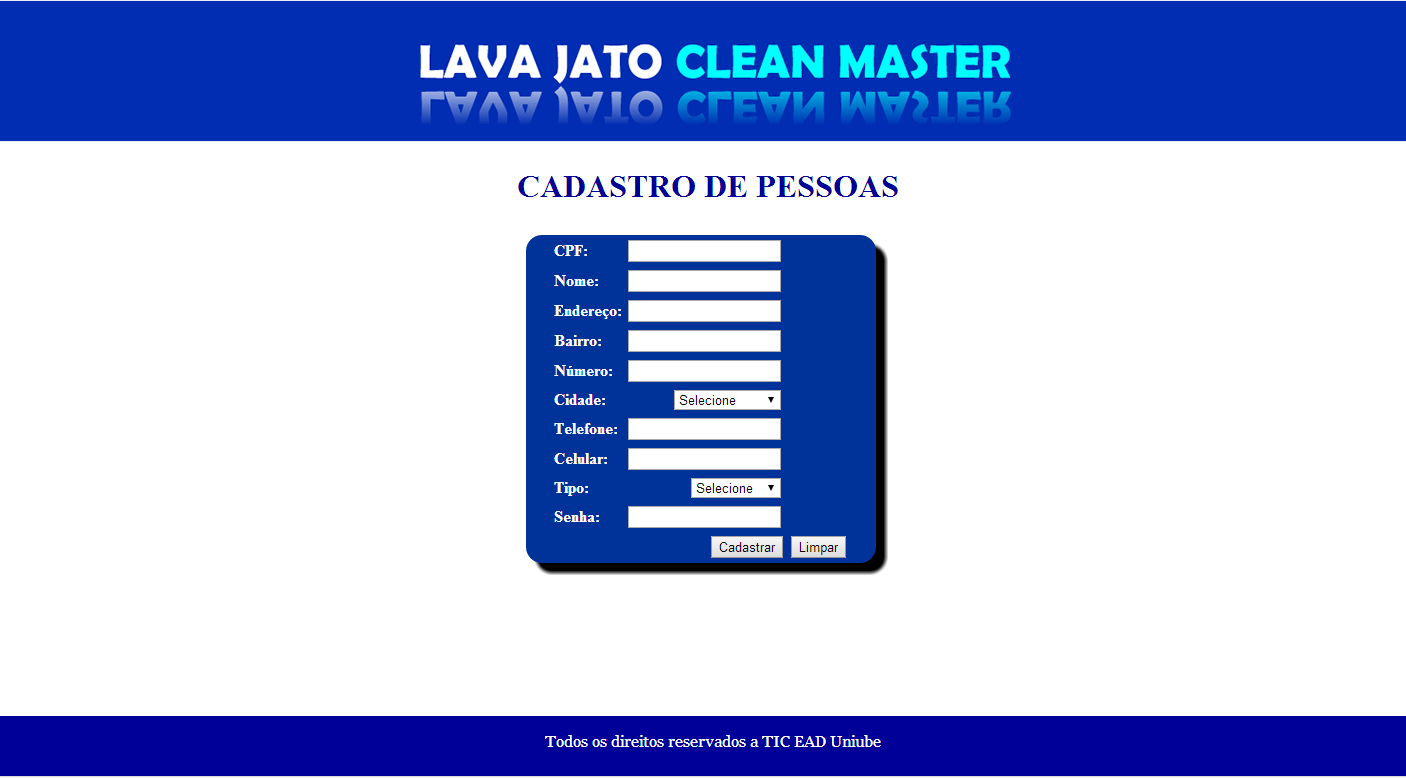 LAVA JATO CLEAN MASTER
CADASTRO DE PESSOAS
CPF:
Nome:
Endereço:
Bairro:
Número:
Cidade: Selecione
Telefone:
Celular:
Tipo: Selecione
Senha:
Cadastrar Limpar
Todos os direitos reservados a TIC EAD Uniube